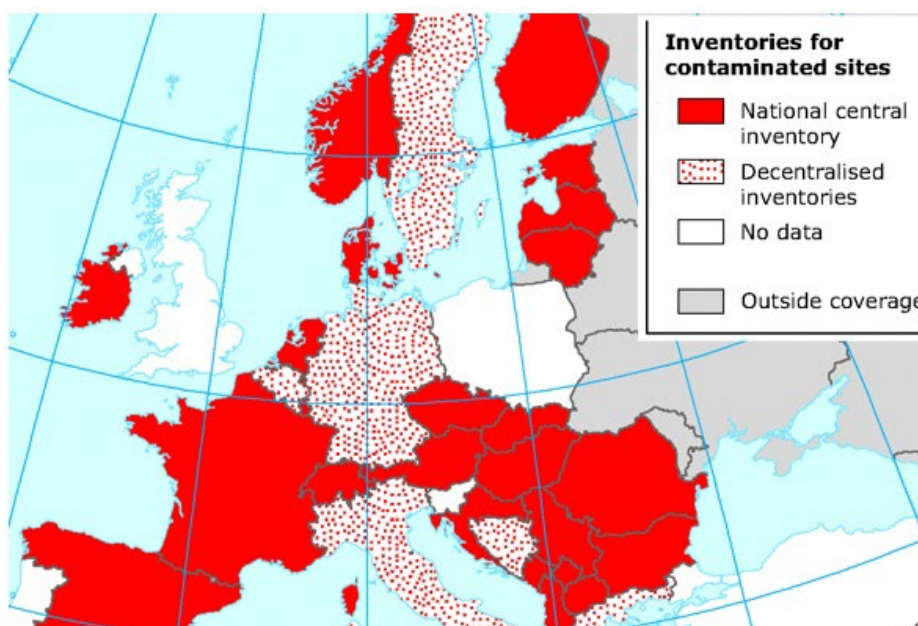 Inventories for
contaminated sites
National central
inventory
Decentralised
inventories
No data
Outside coverage